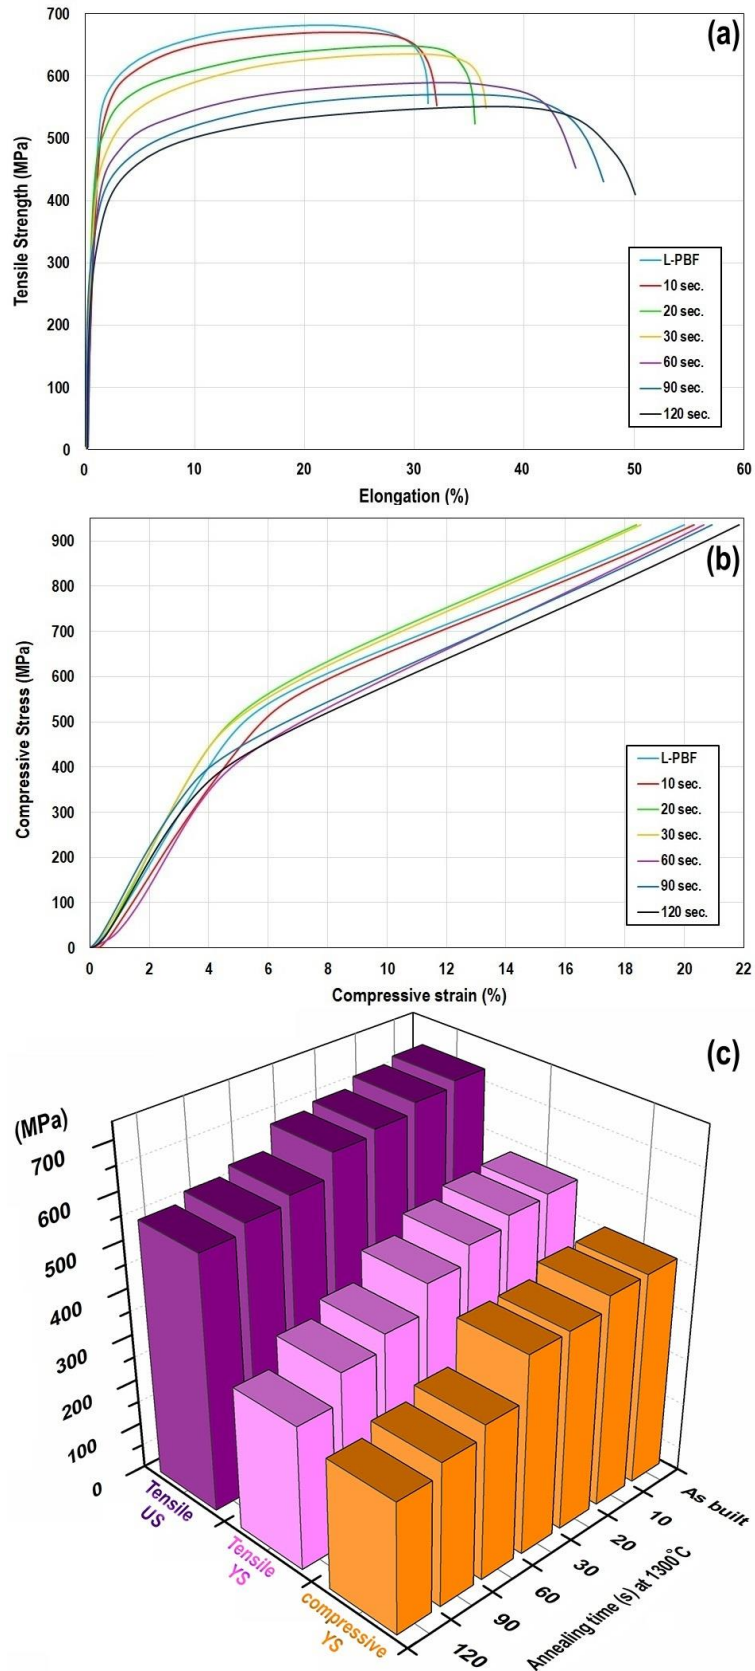 (a)
Tensile Strength (MPa)
700
600
500
400
300
200
100
0
L-PBF
10 sec.
20 sec.
30 sec.
60 sec.
90 sec.
120 sec.
0 10 20 30 40 50 60
Elongation (%)
(b)
Compressive Stress (MPa)
900
800
700
600
500
400
300
200
100
0
L-PBF
10 sec.
20 sec.
30 sec.
60 sec.
90 sec.
120 sec.
0 2 4 6 8 10 12 14 16 18 20 22
Compressive strain (%)
(c)
(MPa)
700
600
500
400
300
200
100
0
Tensile
US
Tensile
YS
compressive
YS
As built
10
20
30
60
90
120
Annealing time (s) at 1300°C